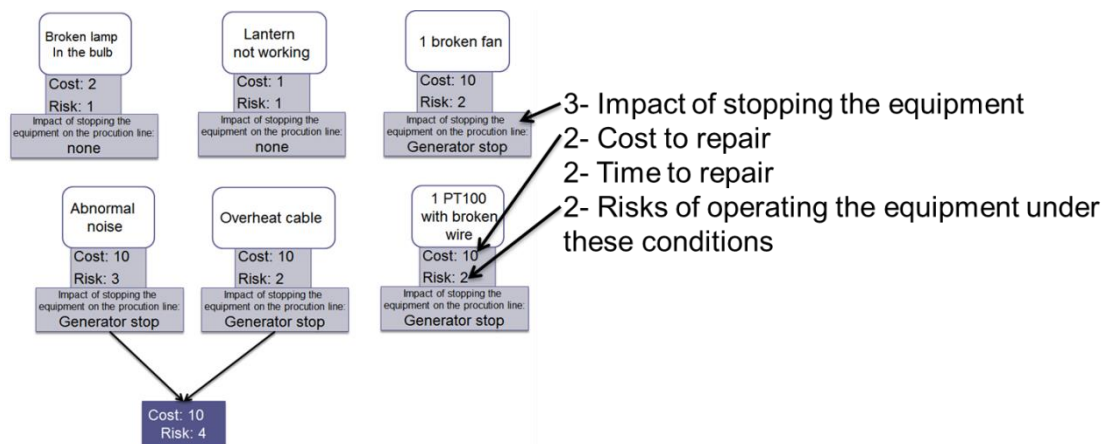 Broken lamp
In the bulb
Cost: 2
Risk: 1
Impact of stopping the
equipment on the procution line:
none
Lantern
not working
Cost: 1
Risk: 1
Impact of stopping the
equipment on the procution line:
none
1 broken fan
Cost: 10
Risk: 2
Impact of stopping the
equipment on the procution line:
Generator stop
3- Impact of stopping the equipment
2- Cost to repair
2- Time to repair
2- Risks of operating the equipment under
these conditions
Abnormal
noise
Cost: 10
Risk: 3
Impact of stopping the
equipment on the procution line:
Generator stop
Overheat cable
Cost: 10
Risk: 2
Impact of stopping the
equipment on the procution line:
Generator stop
1 PT100
with broken
wire
Cost: 10
Risk: 2
Impact of stopping the
equipment on the procution line:
Generator stop
Cost: 10
Risk: 4